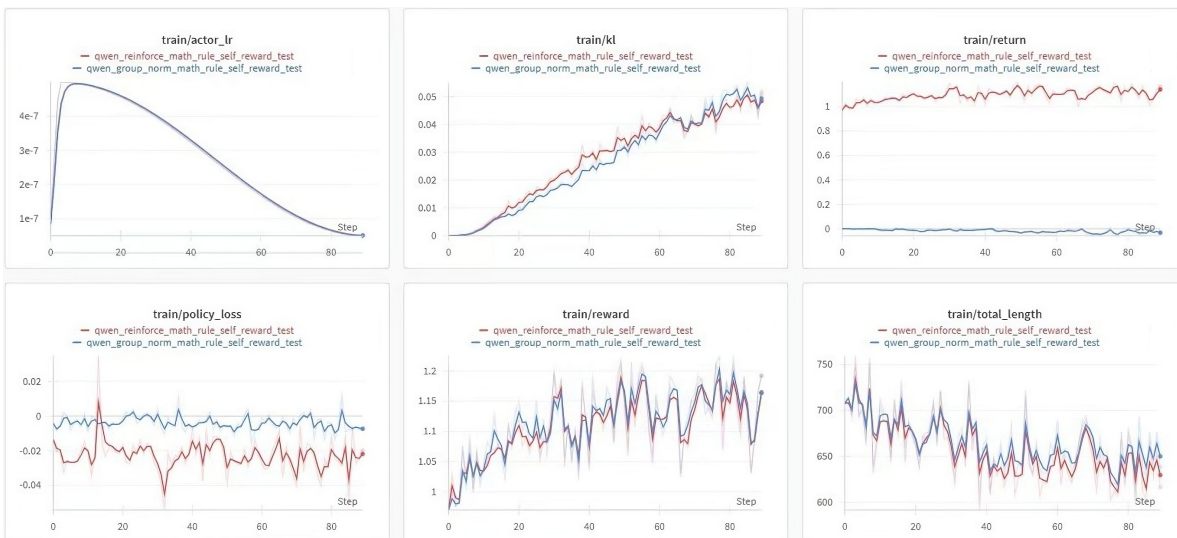 train/actor_lr
qwen_reinforce_math_rule_self_reward_test
qwen_group_norm_math_rule_self_reward_test
4e-7
3e-7
2e-7
1e-7
Step
0 20 40 60 80
train/kl
qwen_reinforce_math_rule_self_reward_test
qwen_group_norm_math_rule_self_reward_test
0.05
0.04
0.03
0.02
0.01
0
Step
0 20 40 60 80
train/return
qwen_reinforce_math_rule_self_reward_test
qwen_group_norm_math_rule_self_reward_test
1
0.8
0.6
0.4
0.2
0
Step
0 20 40 60 80
train/policy_loss
qwen_reinforce_math_rule_self_reward_test
qwen_group_norm_math_rule_self_reward_test
0.02
0
-0.02
-0.04
Step
0 20 40 60 80
train/reward
qwen_reinforce_math_rule_self_reward_test
qwen_group_norm_math_rule_self_reward_test
1.2
1.15
1.1
1.05
1
Step
0 20 40 60 80
train/total_length
qwen_reinforce_math_rule_self_reward_test
qwen_group_norm_math_rule_self_reward_test
750
700
650
600
Step
0 20 40 60 80